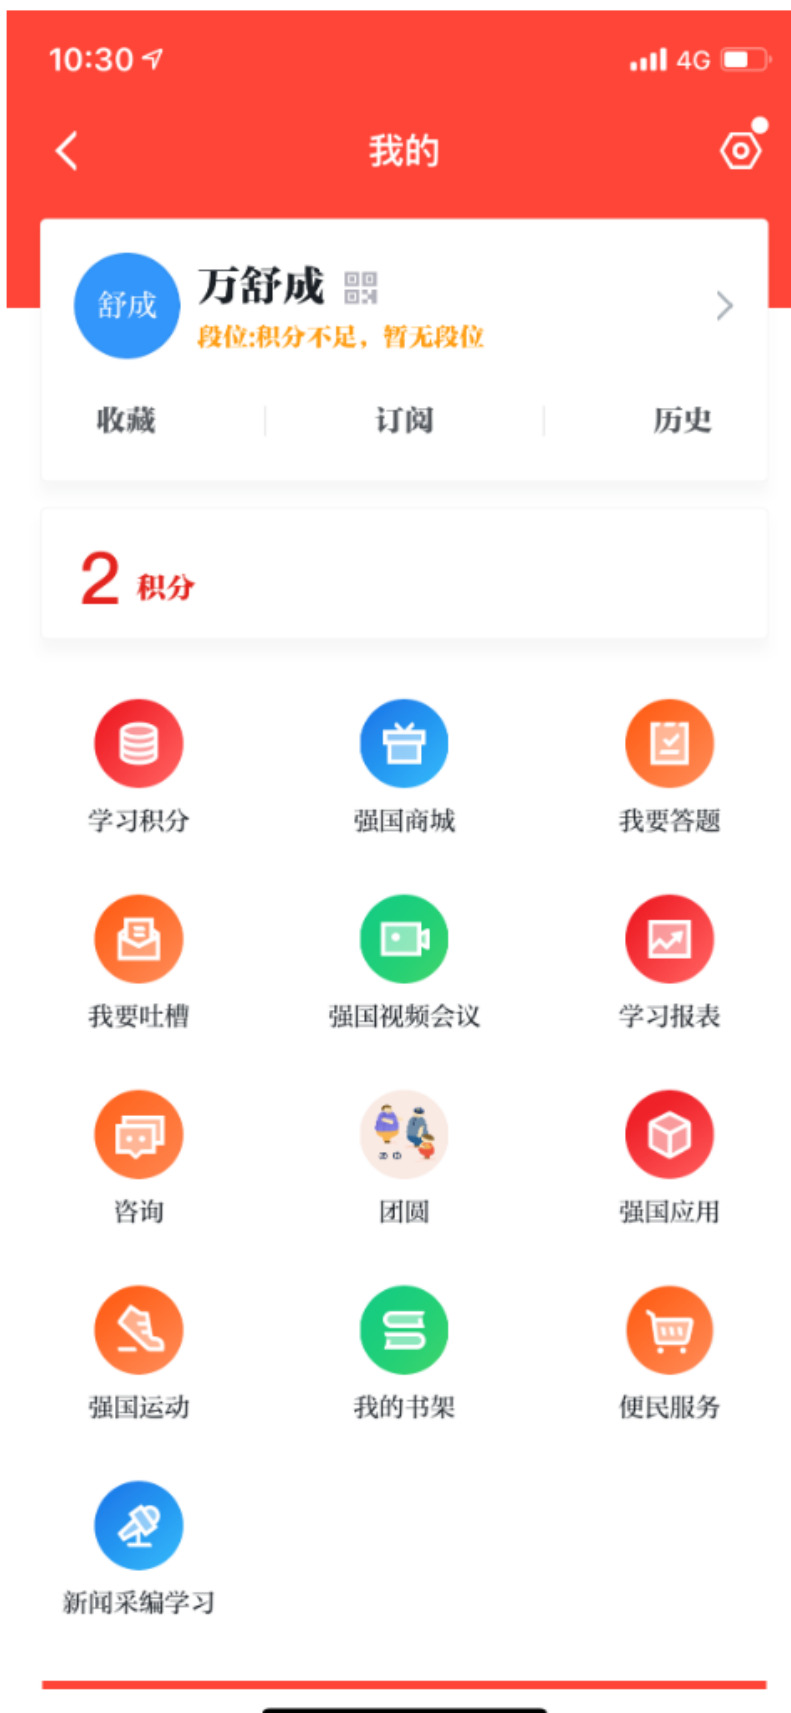 10:30
4G
我的
舒成
万舒成
段位:积分不足，暂无段位
收藏
订阅
历史
2 积分
学习积分
强国商城
我要答题
我要吐槽
强国视频会议
学习报表
咨询
团圆
强国应用
强国运动
我的书架
便民服务
新闻采编学习